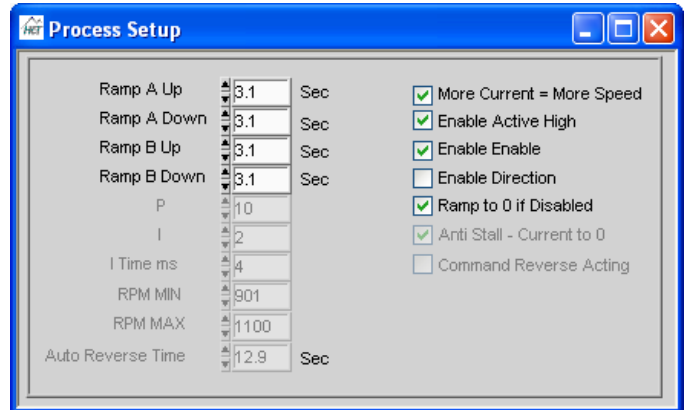 HCT Process Setup
Ramp A Up 3.1 Sec
Ramp A Down 3.1 Sec
Ramp B Up 3.1 Sec
Ramp B Down 3.1 Sec
P 10
I 2
I Time ms 4
RPM MIN 901
RPM MAX 1100
Auto Reverse Time 12.9 Sec
More Current = More Speed
Enable Active High
Enable Enable
Enable Direction
Ramp to 0 if Disabled
Anti Stall - Current to 0
Command Reverse Acting